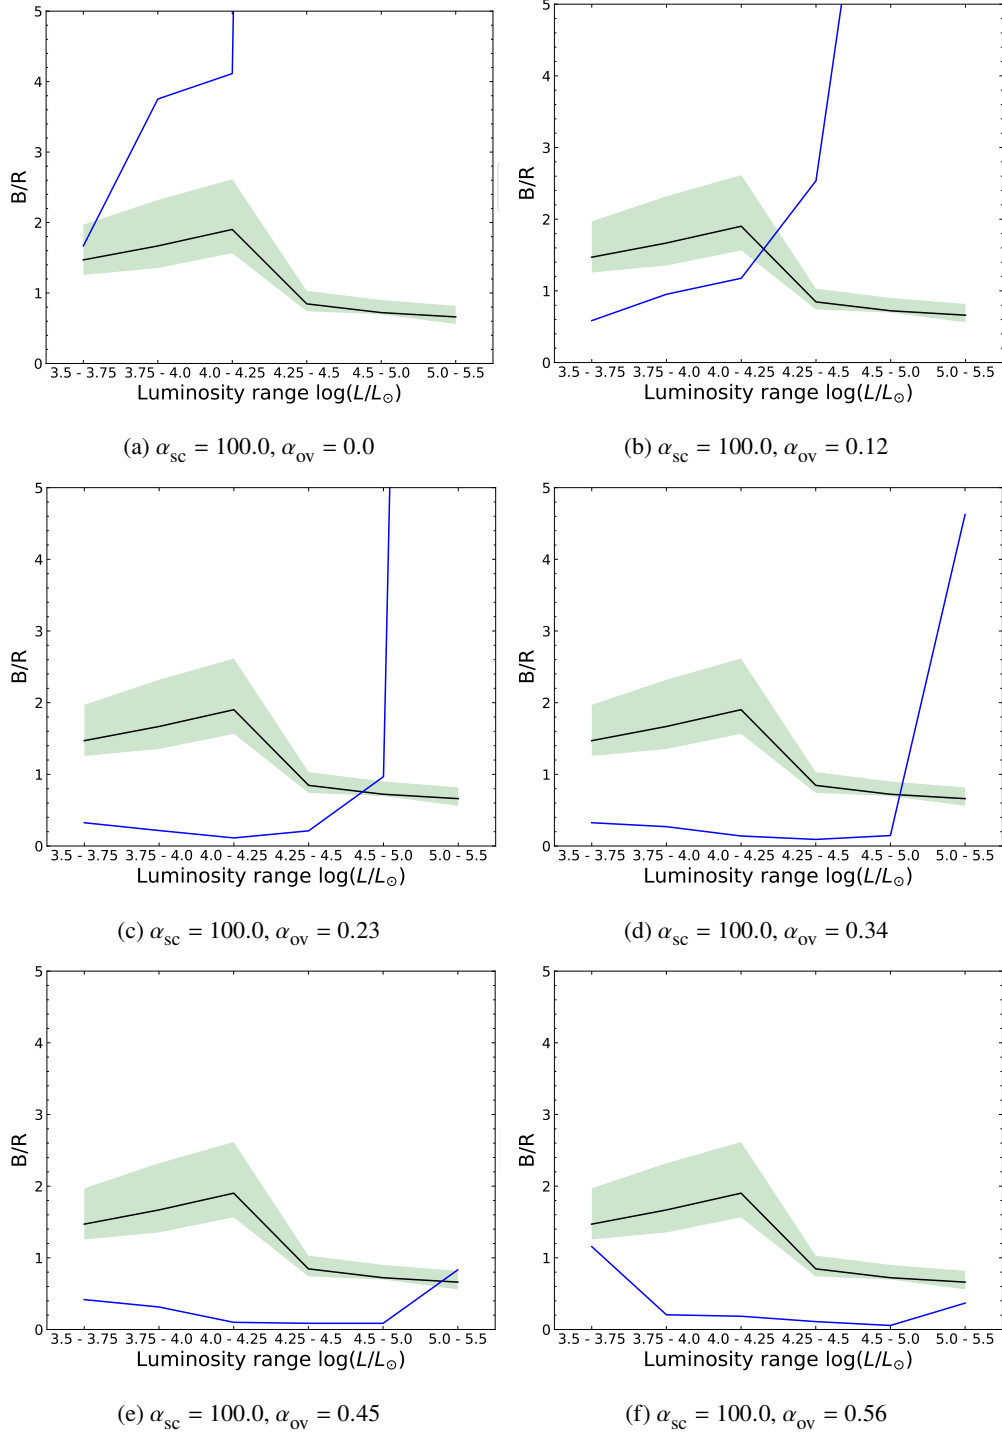 5
4
3
2
1
0
B/R
3.5 - 3.75 3.75 - 4.0 4.0 - 4.25 4.25 - 4.5 4.5 - 5.0 5.0 - 5.5
Luminosity range log(L/L☉)
(a) αsc = 100.0, αov = 0.0
5
4
3
2
1
0
B/R
3.5 - 3.75 3.75 - 4.0 4.0 - 4.25 4.25 - 4.5 4.5 - 5.0 5.0 - 5.5
Luminosity range log(L/L☉)
(b) αsc = 100.0, αov = 0.12
5
4
3
2
1
0
B/R
3.5 - 3.75 3.75 - 4.0 4.0 - 4.25 4.25 - 4.5 4.5 - 5.0 5.0 - 5.5
Luminosity range log(L/L☉)
(c) αsc = 100.0, αov = 0.23
5
4
3
2
1
0
B/R
3.5 - 3.75 3.75 - 4.0 4.0 - 4.25 4.25 - 4.5 4.5 - 5.0 5.0 - 5.5
Luminosity range log(L/L☉)
(d) αsc = 100.0, αov = 0.34
5
4
3
2
1
0
B/R
3.5 - 3.75 3.75 - 4.0 4.0 - 4.25 4.25 - 4.5 4.5 - 5.0 5.0 - 5.5
Luminosity range log(L/L☉)
(e) αsc = 100.0, αov = 0.45
5
4
3
2
1
0
B/R
3.5 - 3.75 3.75 - 4.0 4.0 - 4.25 4.25 - 4.5 4.5 - 5.0 5.0 - 5.5
Luminosity range log(L/L☉)
(f) αsc = 100.0, αov = 0.56